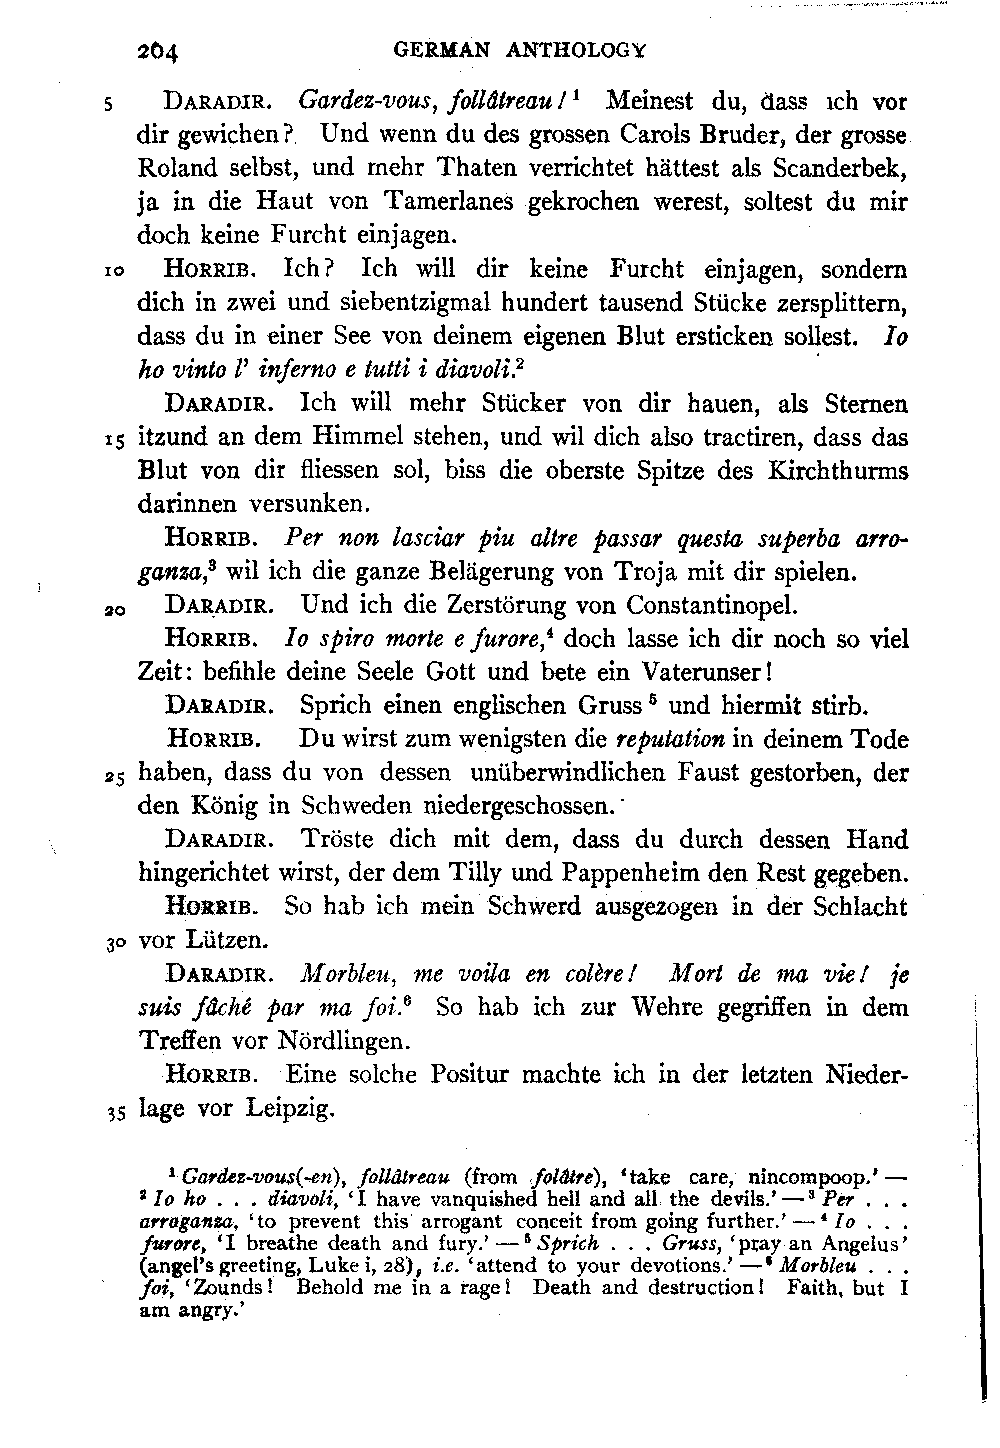 204 GERMAN ANTHOLOGY
5 DARADIR. Gardez-vous, follâtreau!¹ Meinest du, dass ich vor
dir gewichen? Und wenn du des grossen Carols Bruder, der grosse
Roland selbst, und mehr Thaten verrichtet hättest als Scanderbek,
ja in die Haut von Tamerlanes gekrochen werest, soltest du mir
doch keine Furcht einjagen.
10 HORRIB. Ich? Ich will dir keine Furcht einjagen, sondern
dich in zwei und siebentzigmal hundert tausend Stücke zersplittern,
dass du in einer See von deinem eigenen Blut ersticken sollest. Io
ho vinto l' inferno e tutti i diavoli.²
DARADIR. Ich will mehr Stücker von dir hauen, als Sternen
15 itzund an dem Himmel stehen, und wil dich also tractiren, dass das
Blut von dir fliessen sol, biss die oberste Spitze des Kirchthurms
darinnen versunken.
HORRIB. Per non lasciar piu altre passar questa superba arro-
ganza,³ wil ich die ganze Belägerung von Troja mit dir spielen.
20 DARADIR. Und ich die Zerstörung von Constantinopel.
HORRIB. Io spiro morte e furore,⁴ doch lasse ich dir noch so viel
Zeit: befihle deine Seele Gott und bete ein Vaterunser!
DARADIR. Sprich einen englischen Gruss⁵ und hiermit stirb.
HORRIB. Du wirst zum wenigsten die reputation in deinem Tode
25 haben, dass du von dessen unüberwindlichen Faust gestorben, der
den König in Schweden niedergeschossen.
DARADIR. Tröste dich mit dem, dass du durch dessen Hand
hingerichtet wirst, der dem Tilly und Pappenheim den Rest gegeben.
HORRIB. So hab ich mein Schwerd ausgezogen in der Schlacht
30 vor Lützen.
DARADIR. Morbleu, me voila en colère! Mort de ma vie! je
suis fâché par ma foi.⁶ So hab ich zur Wehre gegriffen in dem
Treffen vor Nördlingen.
HORRIB. Eine solche Positur machte ich in der letzten Nieder-
35 lage vor Leipzig.
¹ Gardez-vous(-en), follâtreau (from folâtre), ‘take care, nincompoop.’ —
² Io ho . . . diavoli, ‘I have vanquished hell and all the devils.’ — ³ Per . . .
arroganza, ‘to prevent this arrogant conceit from going further.’ — ⁴ Io . . .
furore, ‘I breathe death and fury.’ — ⁵ Sprich . . . Gruss, ‘pray an Angelus’
(angel's greeting, Luke i, 28), i.e. ‘attend to your devotions.’ — ⁶ Morbleu . . .
foi, ‘Zounds! Behold me in a rage! Death and destruction! Faith, but I
am angry.’